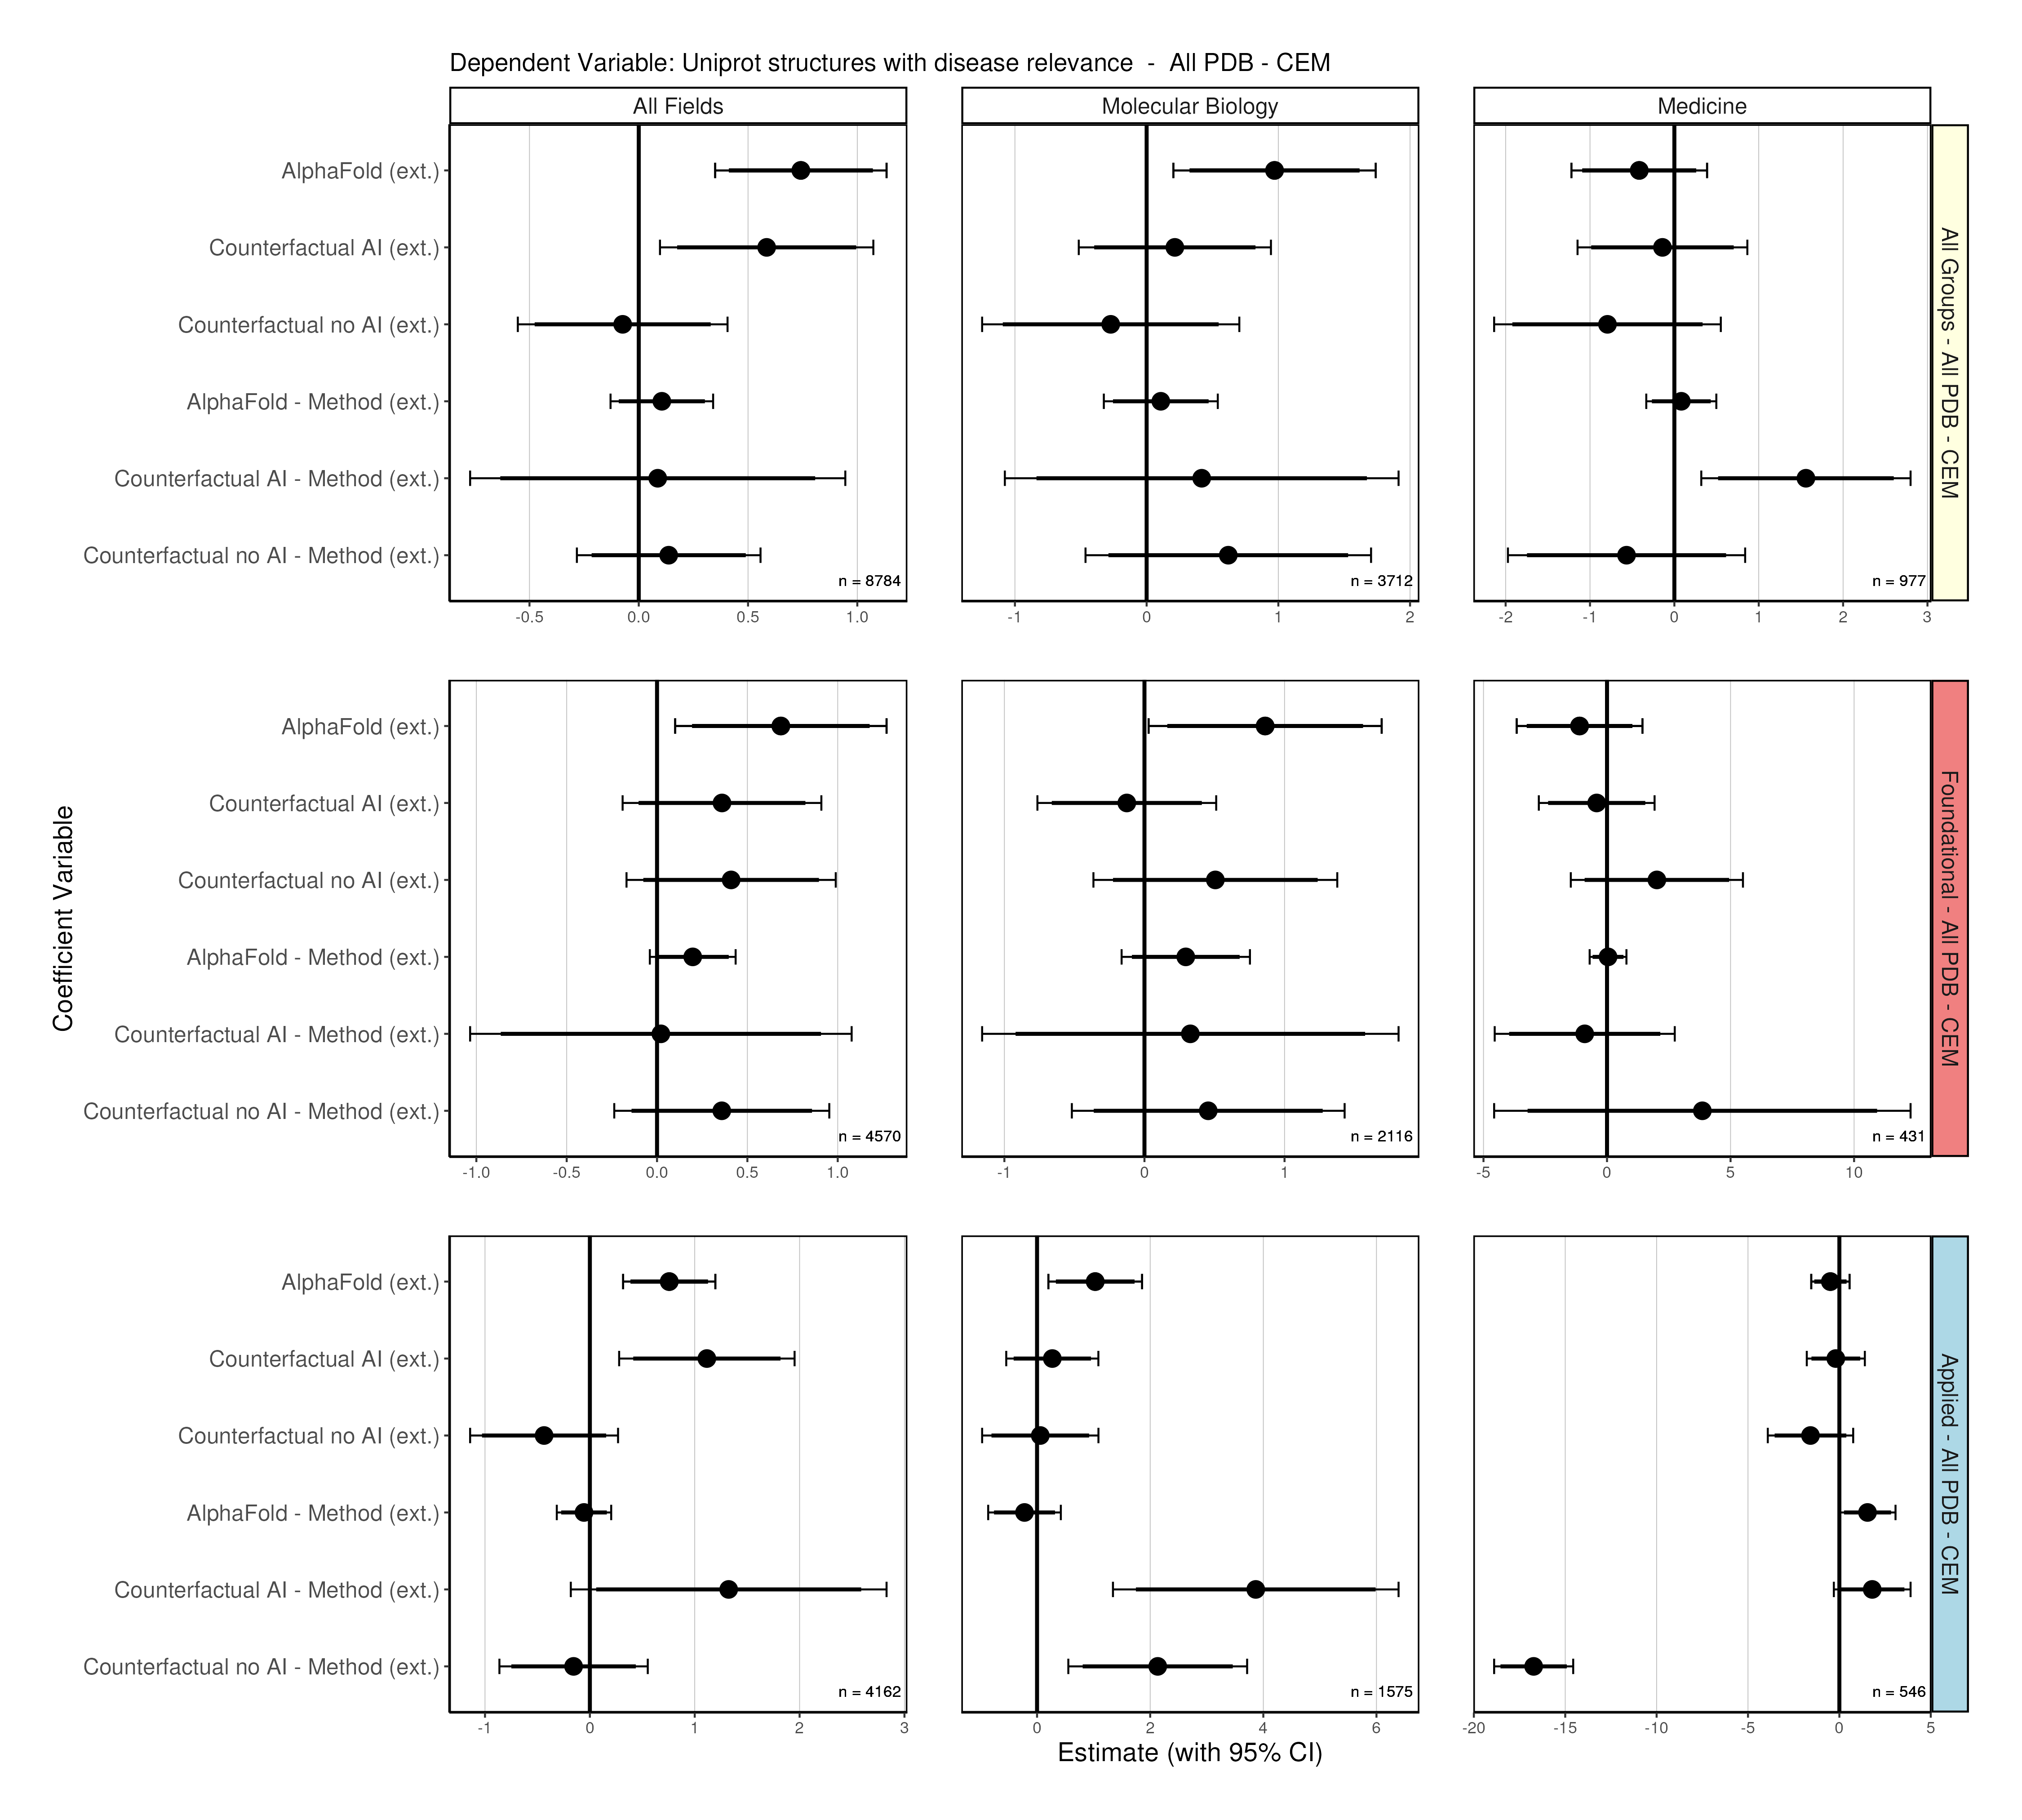 Dependent Variable: Uniprot structures with disease relevance - All PDB - CEM
All Fields
Molecular Biology
Medicine
AlphaFold (ext.)
Counterfactual AI (ext.)
Counterfactual no AI (ext.)
AlphaFold - Method (ext.)
Counterfactual AI - Method (ext.)
Counterfactual no AI - Method (ext.)
n = 8784
n = 3712
n = 977
-0.5 0.0 0.5 1.0
-1 0 1 2
-2 -1 0 1 2 3
All Groups - All PDB - CEM
Coefficient Variable
AlphaFold (ext.)
Counterfactual AI (ext.)
Counterfactual no AI (ext.)
AlphaFold - Method (ext.)
Counterfactual AI - Method (ext.)
Counterfactual no AI - Method (ext.)
n = 4570
n = 2116
n = 431
-1.0 -0.5 0.0 0.5 1.0
-1 0 1
-5 0 5 10
Foundational - All PDB - CEM
AlphaFold (ext.)
Counterfactual AI (ext.)
Counterfactual no AI (ext.)
AlphaFold - Method (ext.)
Counterfactual AI - Method (ext.)
Counterfactual no AI - Method (ext.)
n = 4162
n = 1575
n = 546
-1 0 1 2 3
0 2 4 6
-20 -15 -10 -5 0 5
Applied - All PDB - CEM
Estimate (with 95% CI)